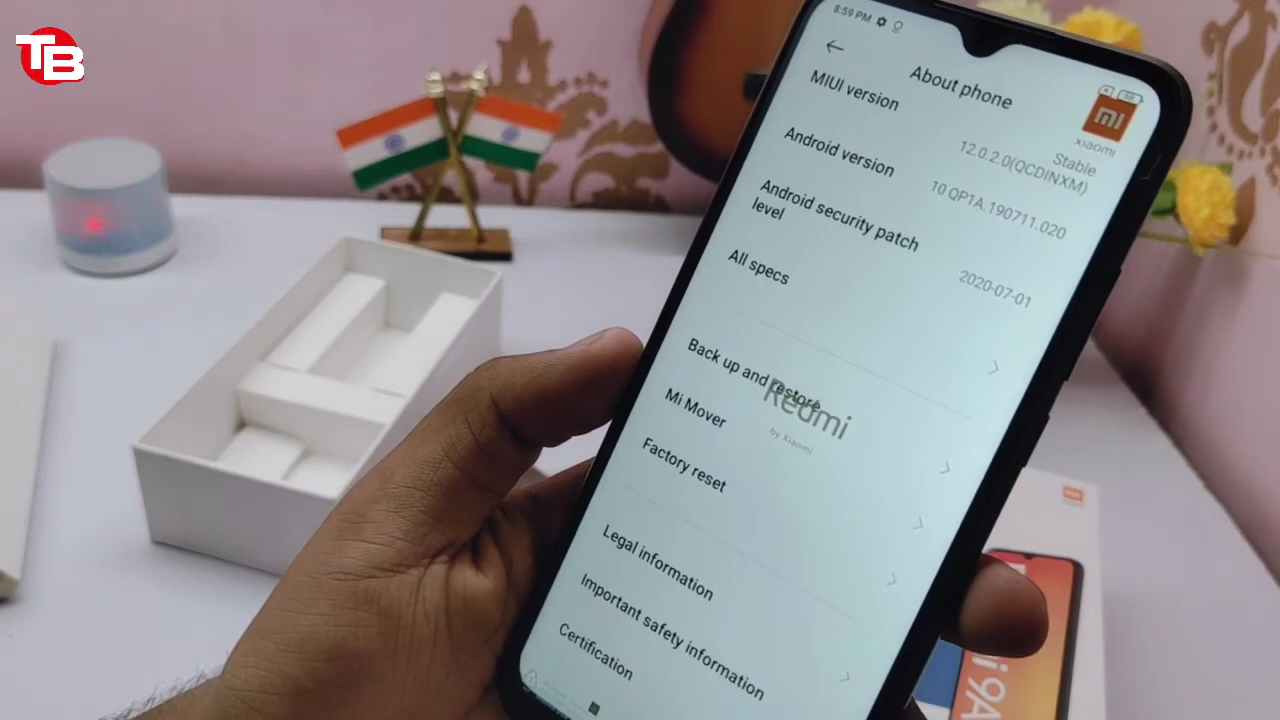 TB
8:59 PM
About phone
mi
xiaomi
MIUI version
Stable
12.0.2.0(QCDINXM)
Android version
10 QP1A.190711.020
Android security patch
level
2020-07-01
All specs
Back up and restore
Redmi
by Xiaomi
Mi Mover
Factory reset
Legal information
Important safety information
Certification
i 9A